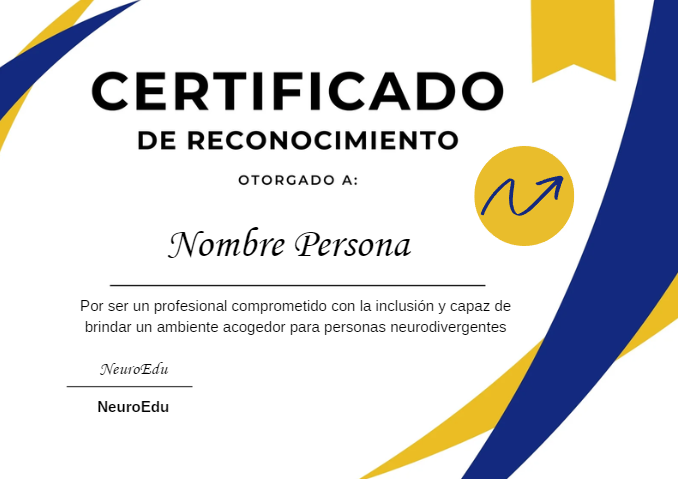 CERTIFICADO
DE RECONOCIMIENTO
OTORGADO A:
Nombre Persona
Por ser un profesional comprometido con la inclusión y capaz de
brindar un ambiente acogedor para personas neurodivergentes
NeuroEdu
NeuroEdu